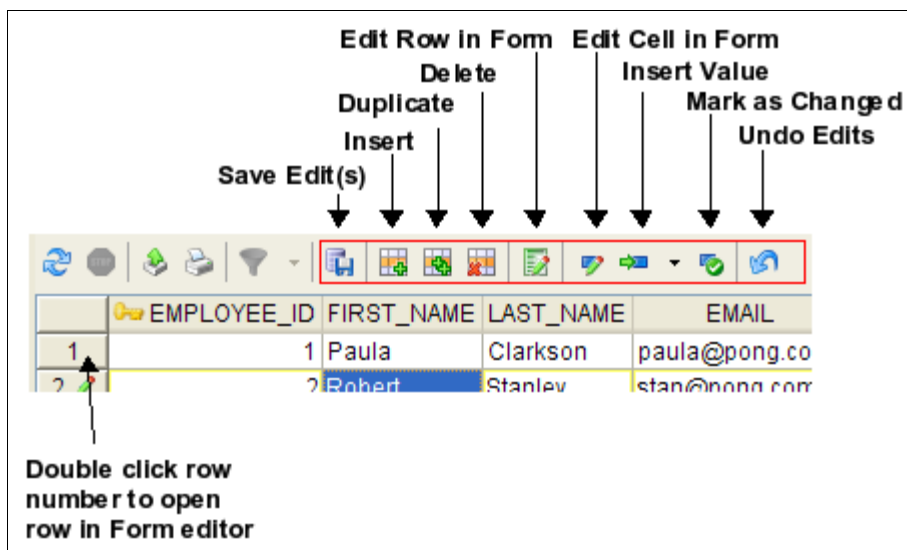 Edit Row in Form Edit Cell in Form
Delete Insert Value
Duplicate Mark as Changed
Insert Undo Edits
Save Edit(s)
STOP
EMPLOYEE_ID FIRST_NAME LAST_NAME EMAIL
1 1 Paula Clarkson paula@pong.co
2 2 Robert Stanley stan@pong.com
Double click row
number to open
row in Form editor